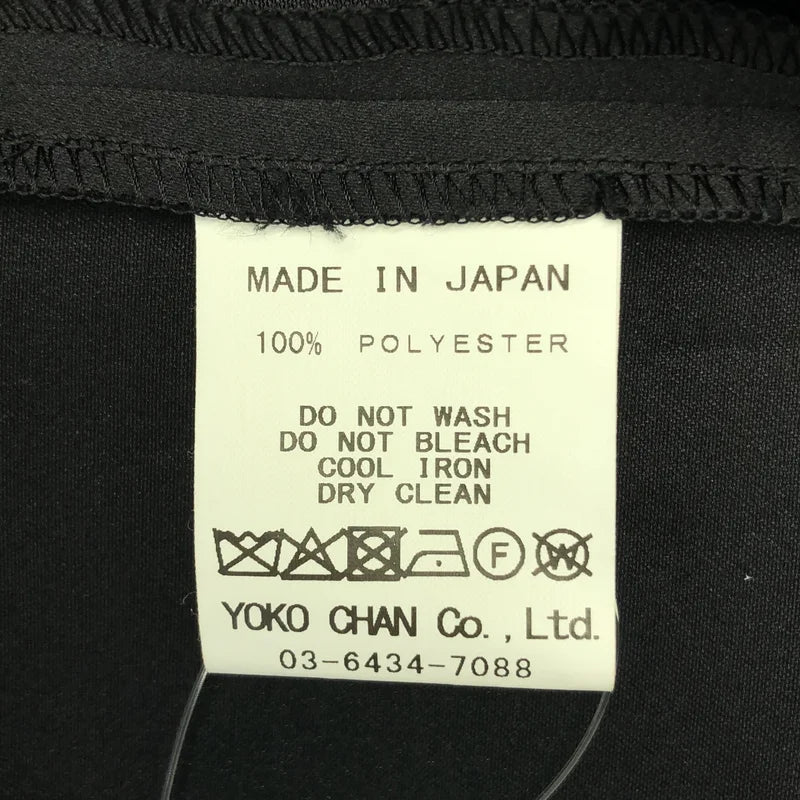 MADE IN JAPAN
100% POLYESTER
DO NOT WASH
DO NOT BLEACH
COOL IRON
DRY CLEAN
F W
YOKO CHAN Co., Ltd.
03-6434-7088